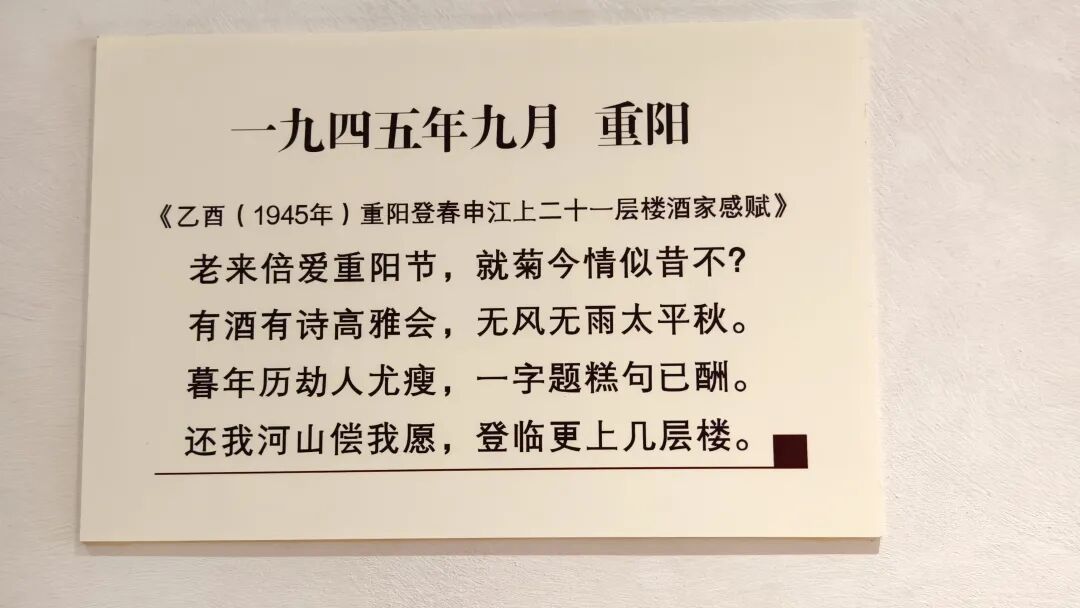 一九四五年九月 重阳
《乙酉（1945年）重阳登春申江上二十一层楼酒家感赋》
老来倍爱重阳节，就菊今情似昔不？
有酒有诗高雅会，无风无雨太平秋。
暮年历劫人尤瘦，一字题糕句已酬。
还我河山偿我愿，登临更上几层楼。